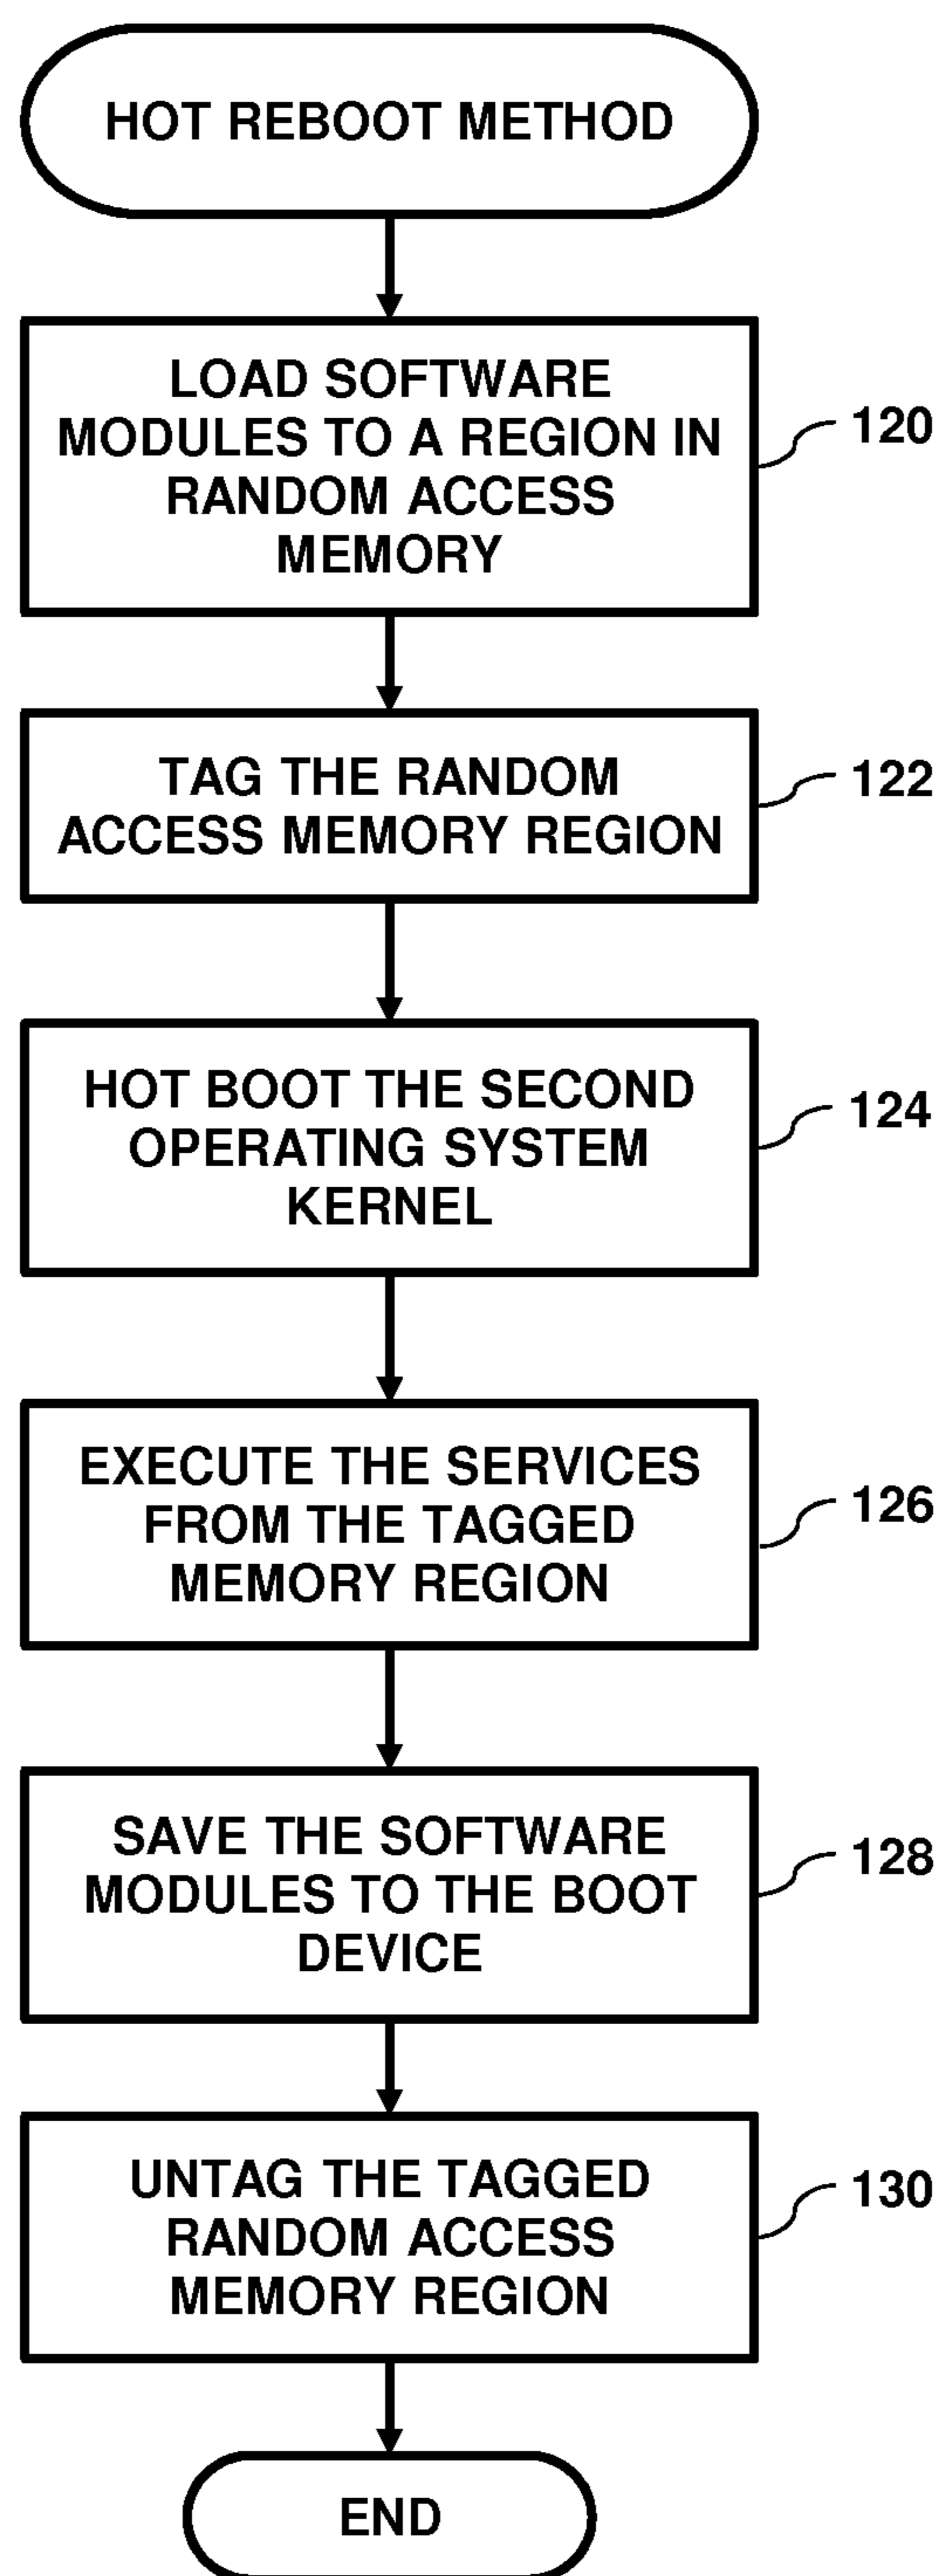 HOT REBOOT METHOD
LOAD SOFTWARE
MODULES TO A REGION IN
RANDOM ACCESS
MEMORY
120
TAG THE RANDOM
ACCESS MEMORY REGION
122
HOT BOOT THE SECOND
OPERATING SYSTEM
KERNEL
124
EXECUTE THE SERVICES
FROM THE TAGGED
MEMORY REGION
126
SAVE THE SOFTWARE
MODULES TO THE BOOT
DEVICE
128
UNTAG THE TAGGED
RANDOM ACCESS
MEMORY REGION
130
END